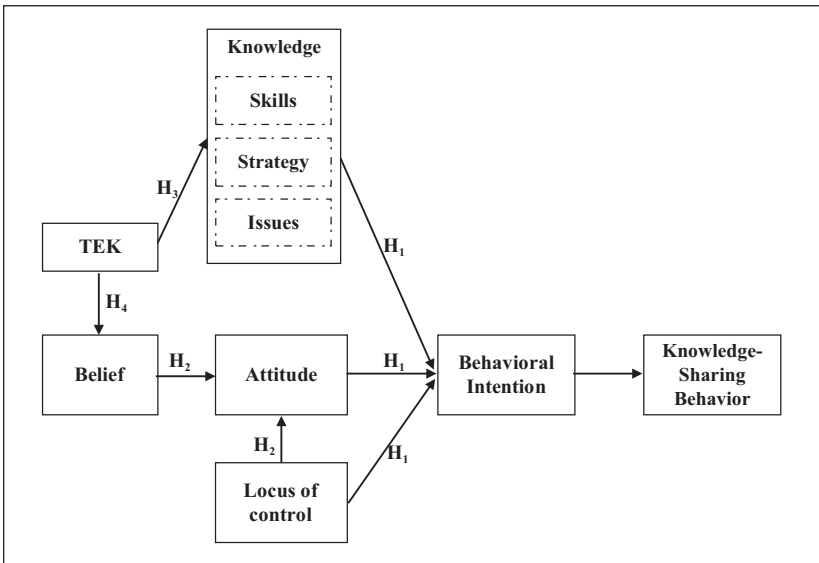 Knowledge
Skills
Strategy
Issues
H₃
TEK
H₁
H₄
Belief
H₂
Attitude
H₁
Behavioral
Intention
Knowledge-
Sharing
Behavior
H₂
H₁
Locus of
control